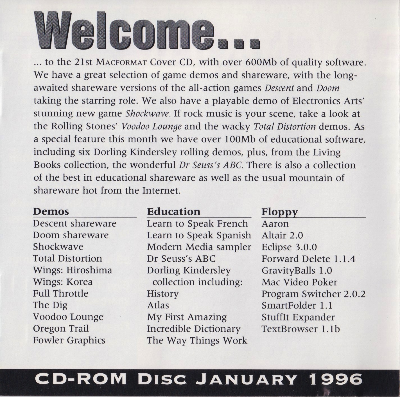 Welcome...
... to the 21st MACFORMAT COVER CD, with over 600Mb of quality software.
We have a great selection of game demos and shareware, with the long-
awaited shareware versions of the all-action games Descent and Doom
taking the starring role. We also have a playable demo of Electronics Arts'
stunning new game Shockwave. If rock music is your scene, take a look at
the Rolling Stones' Voodoo Lounge and the wacky Total Distortion demos. As
a special feature this month we have over 100Mb of educational software,
including six Dorling Kindersley rolling demos, plus, from the Living
Books collection, the wonderful Dr Seuss's ABC. There is also a collection
of the best in educational shareware as well as the usual mountain of
shareware hot from the Internet.
Demos
Descent shareware
Doom shareware
Shockwave
Total Distortion
Wings: Hiroshima
Wings: Korea
Full Throttle
The Dig
Voodoo Lounge
Oregon Trail
Fowler Graphics
Education
Learn to Speak French
Learn to Speak Spanish
Modern Media sampler
Dr Seuss's ABC
Dorling Kindersley
collection including:
History
Atlas
My First Amazing
Incredible Dictionary
The Way Things Work
Floppy
Aaron
Altair 2.0
Eclipse 3.0.0
Forward Delete 1.1.4
GravityBalls 1.0
Mac Video Poker
Program Switcher 2.0.2
SmartFolder 1.1
StuffIt Expander
TextBrowser 1.1b
CD-ROM DISC JANUARY 1996